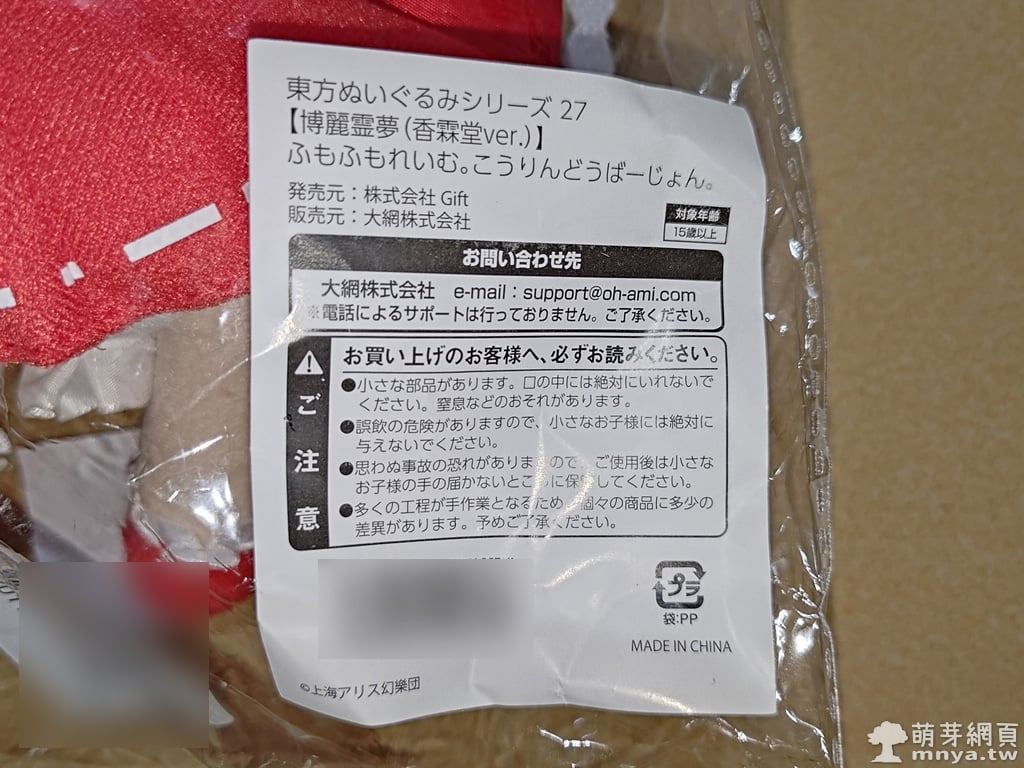 東方ぬいぐるみシリーズ 27
【博麗霊夢(香霖堂ver.)】
ふもふもれいむ。こうりんどうばーじょん。
発売元：株式会社 Gift
販売元：大網株式会社
対象年齢
15歳以上
お問い合わせ先
大網株式会社 e-mail：support@oh-ami.com
※電話によるサポートは行っておりません。ご了承ください。
ご注意
お買い上げのお客様へ、必ずお読みください。
●小さな部品があります。口の中には絶対にいれないで
ください。窒息などのおそれがあります。
●誤飲の危険がありますので、小さなお子様には絶対に
与えないでください。
●思わぬ事故の恐れがありますので、ご使用後は小さな
お子様の手の届かないところに保管してください。
●多くの工程が手作業となるため、個々の商品に多少の
差異があります。予めご了承ください。
プラ
袋:PP
MADE IN CHINA
©上海アリス幻樂団
萌芽網頁
mnya.tw